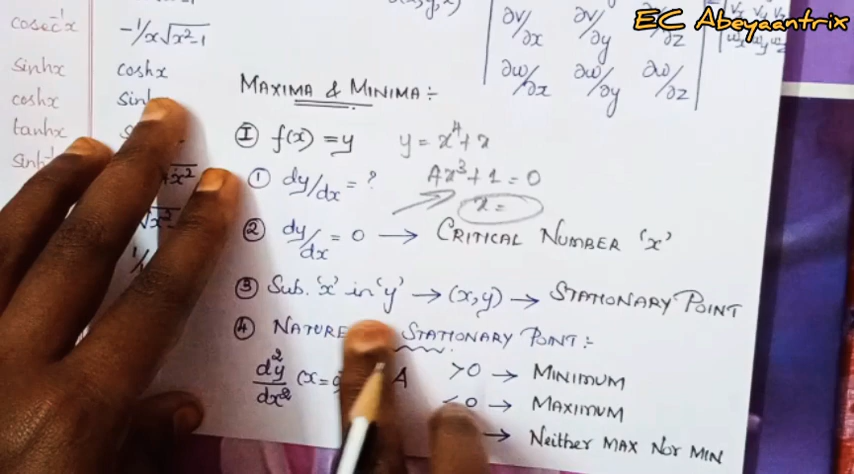 EC Abeyaantrix
cosec⁻¹x
-1/x√x²-1
sinhx coshx
coshx
tanhx
∂v/∂x ∂v/∂y ∂v/∂z
∂w/∂x ∂w/∂y ∂w/∂z
MAXIMA & MINIMA :-
Ⅰ f(x) = y y = x⁴ + x
① dy/dx = ? 4x³ + 1 = 0
x =
② dy/dx = 0 → CRITICAL NUMBER 'x'
③ Sub. 'x' in 'y' → (x,y) → STATIONARY POINT
④ NATURE STATIONARY POINT :-
d²y/dx² (x= > 0 → MINIMUM
< 0 → MAXIMUM
→ NEITHER MAX NOR MIN